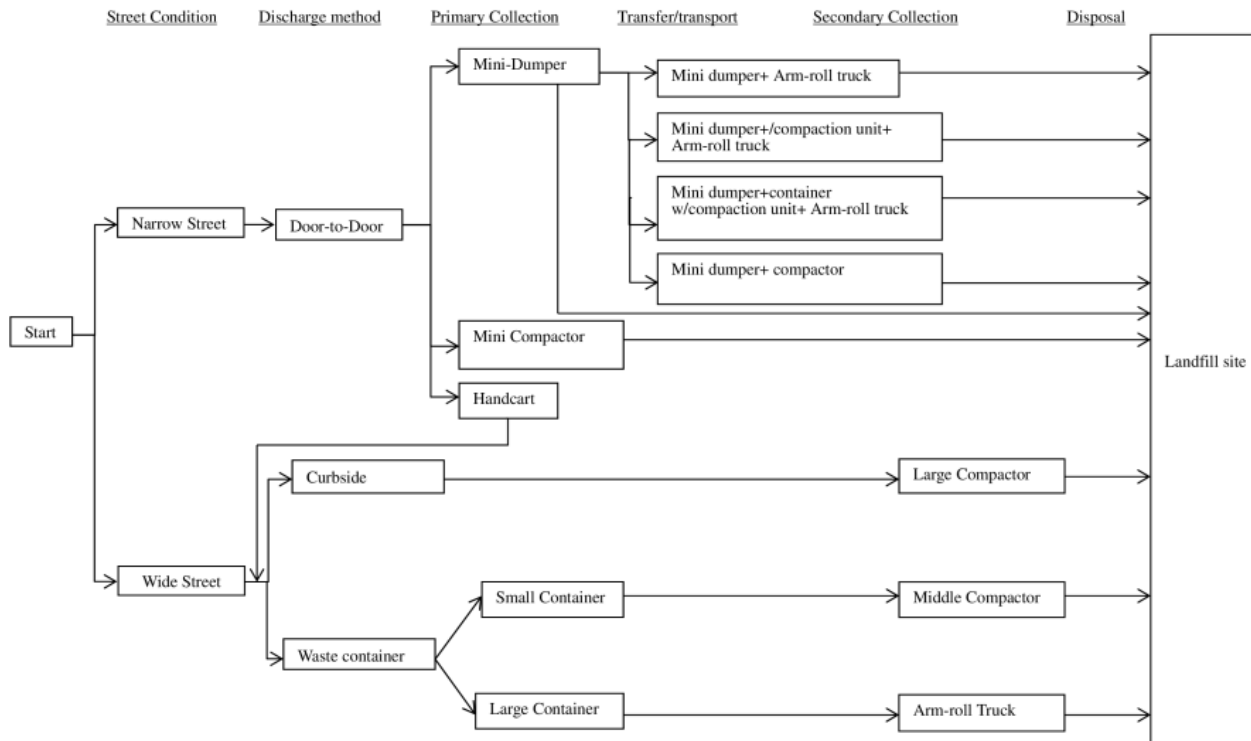 Street Condition
Discharge method
Primary Collection
Transfer/transport
Secondary Collection
Disposal
Mini-Dumper
Mini dumper+ Arm-roll truck
Mini dumper+/compaction unit+
Arm-roll truck
Mini dumper+container
w/compaction unit+ Arm-roll truck
Narrow Street
Door-to-Door
Mini dumper+ compactor
Start
Mini Compactor
Landfill site
Handcart
Curbside
Large Compactor
Wide Street
Small Container
Middle Compactor
Waste container
Large Container
Arm-roll Truck